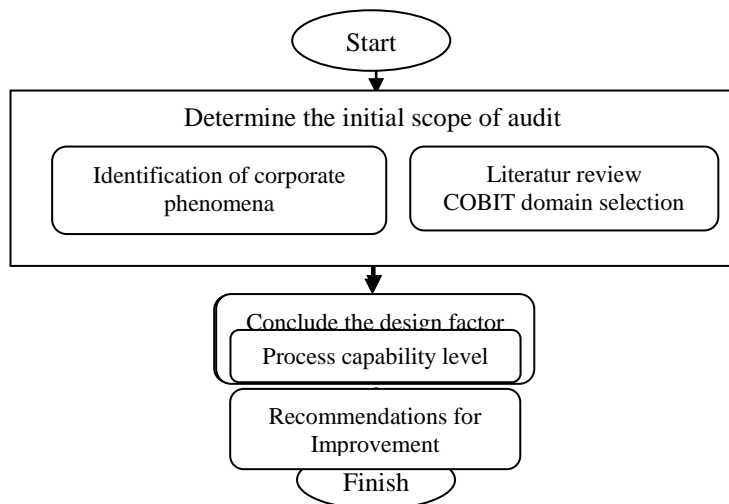 Start
Determine the initial scope of audit
Identification of corporate
phenomena
Literatur review
COBIT domain selection
Conclude the design factor
Process capability level
Recommendations for
Improvement
Finish